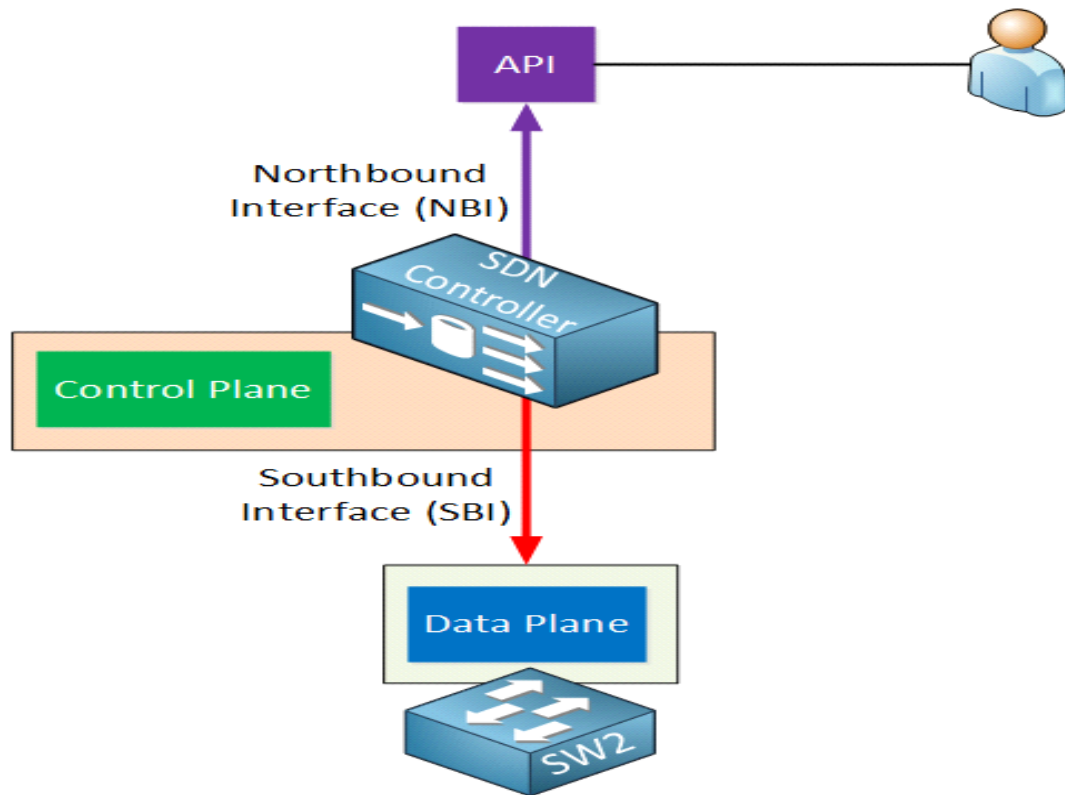 API
Northbound
Interface (NBI)
SDN
Controller
Control Plane
Southbound
Interface (SBI)
Data Plane
SW2